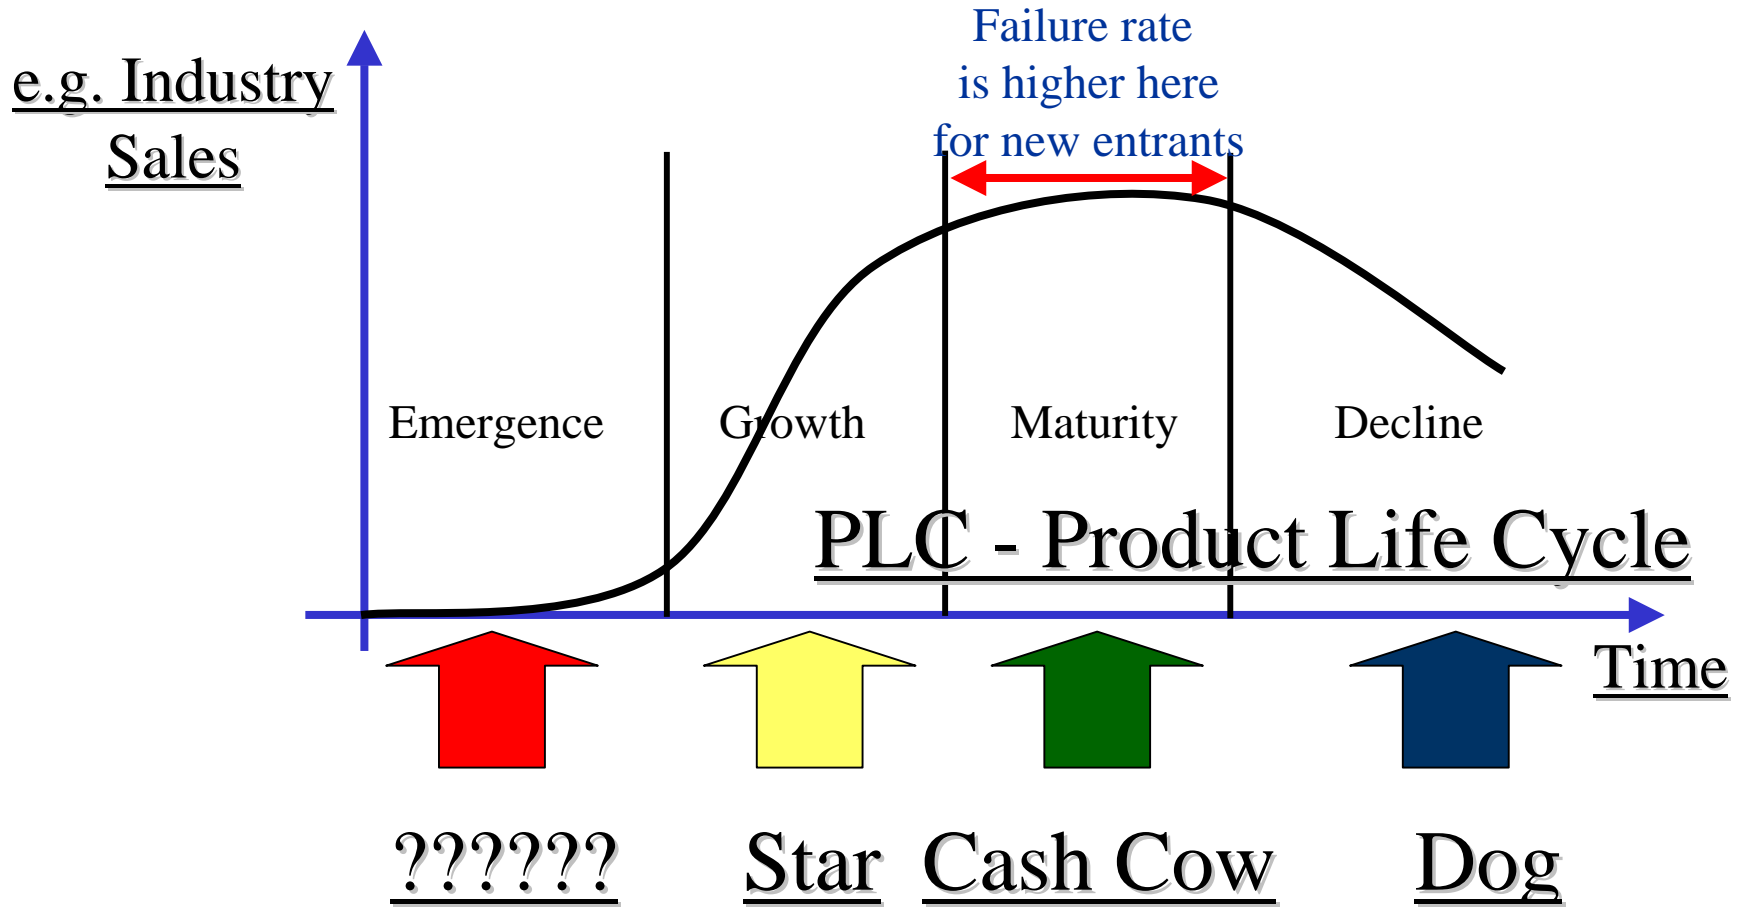 Failure rate
is higher here
for new entrants
e.g. Industry
Sales
Emergence
Growth
Maturity
Decline
PLC - Product Life Cycle
Time
??????
Star
Cash Cow
Dog